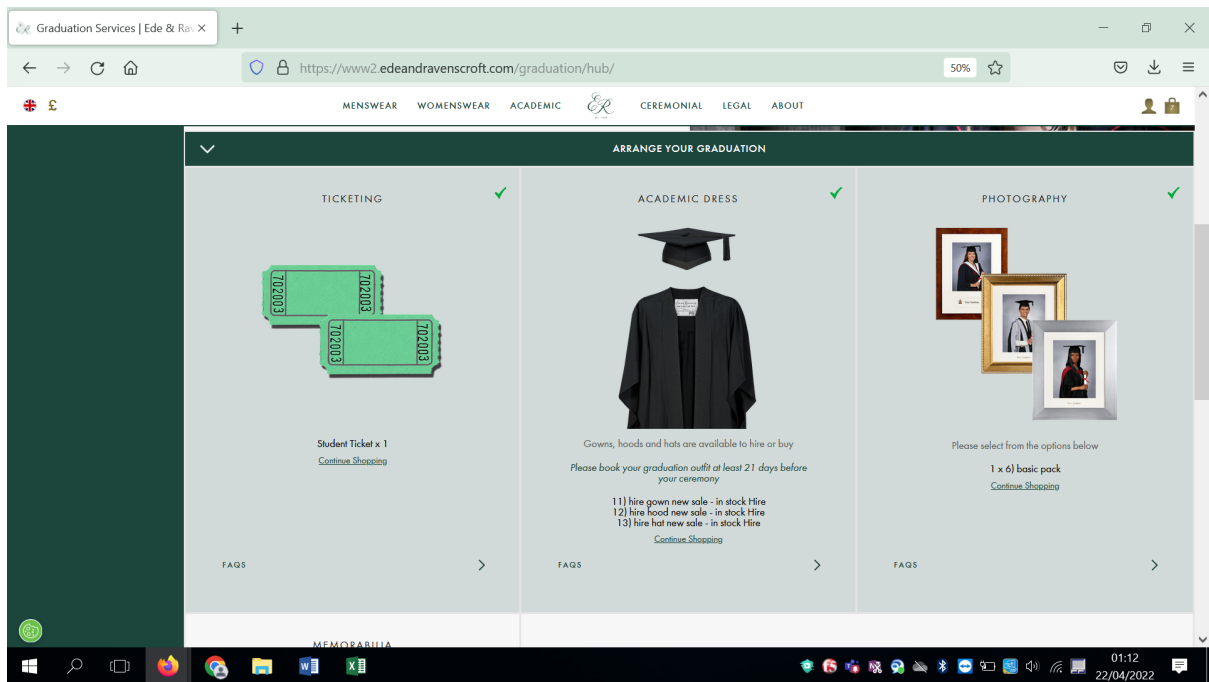 Graduation Services | Ede & Rav
https://www2.edeandravenscroft.com/graduation/hub/
50%
£
MENSWEAR WOMENSWEAR ACADEMIC ER CEREMONIAL LEGAL ABOUT
2
ARRANGE YOUR GRADUATION
TICKETING
702003
702003
702003
702003
Student Ticket x 1
Continue Shopping
FAQS
ACADEMIC DRESS
Gowns, hoods and hats are available to hire or buy
Please book your graduation outfit at least 21 days before
your ceremony
11) hire gown new sale - in stock Hire
12) hire hood new sale - in stock Hire
13) hire hat new sale - in stock Hire
Continue Shopping
FAQS
PHOTOGRAPHY
Please select from the options below
1 x 6) basic pack
Continue Shopping
FAQS
MEMORABILIA
01:12
22/04/2022